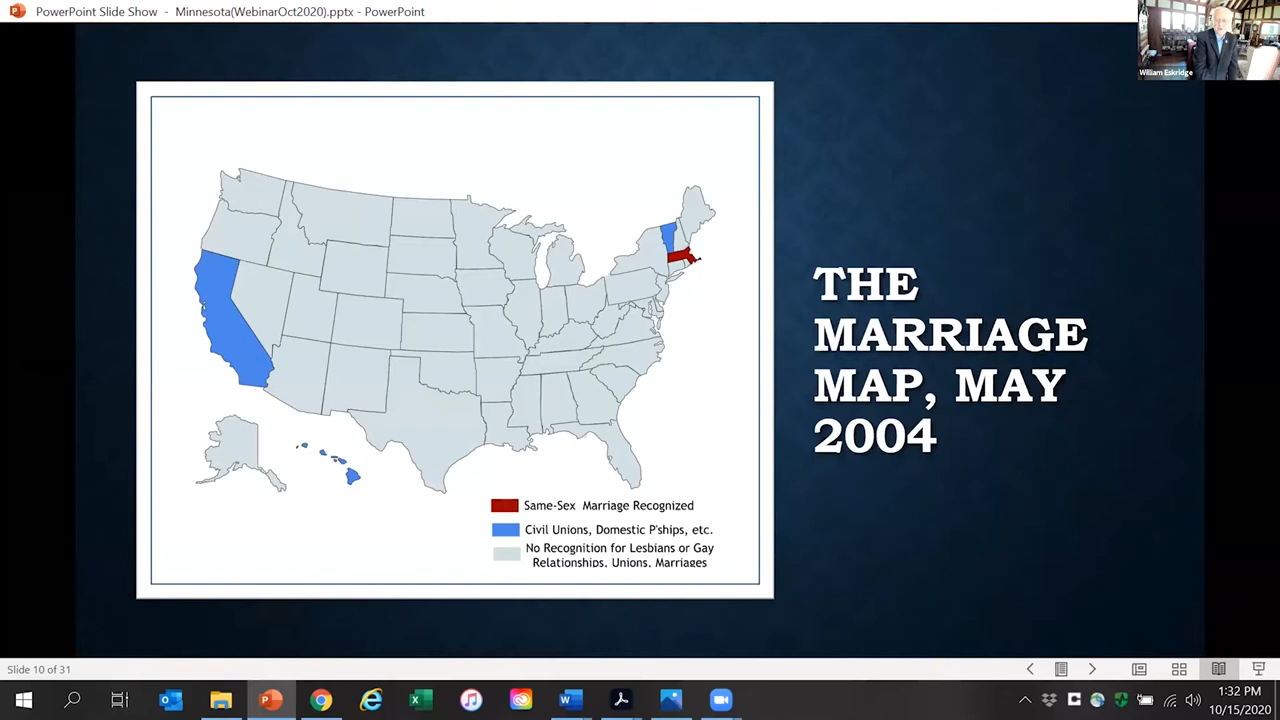 PowerPoint Slide Show - Minnesota(WebinarOct2020).pptx - PowerPoint
William Eskridge
THE
MARRIAGE
MAP, MAY
2004
Same-Sex Marriage Recognized
Civil Unions, Domestic P'ships, etc.
No Recognition for Lesbians or Gay
Relationships, Unions, Marriages
Slide 10 of 31
1:32 PM
10/15/2020